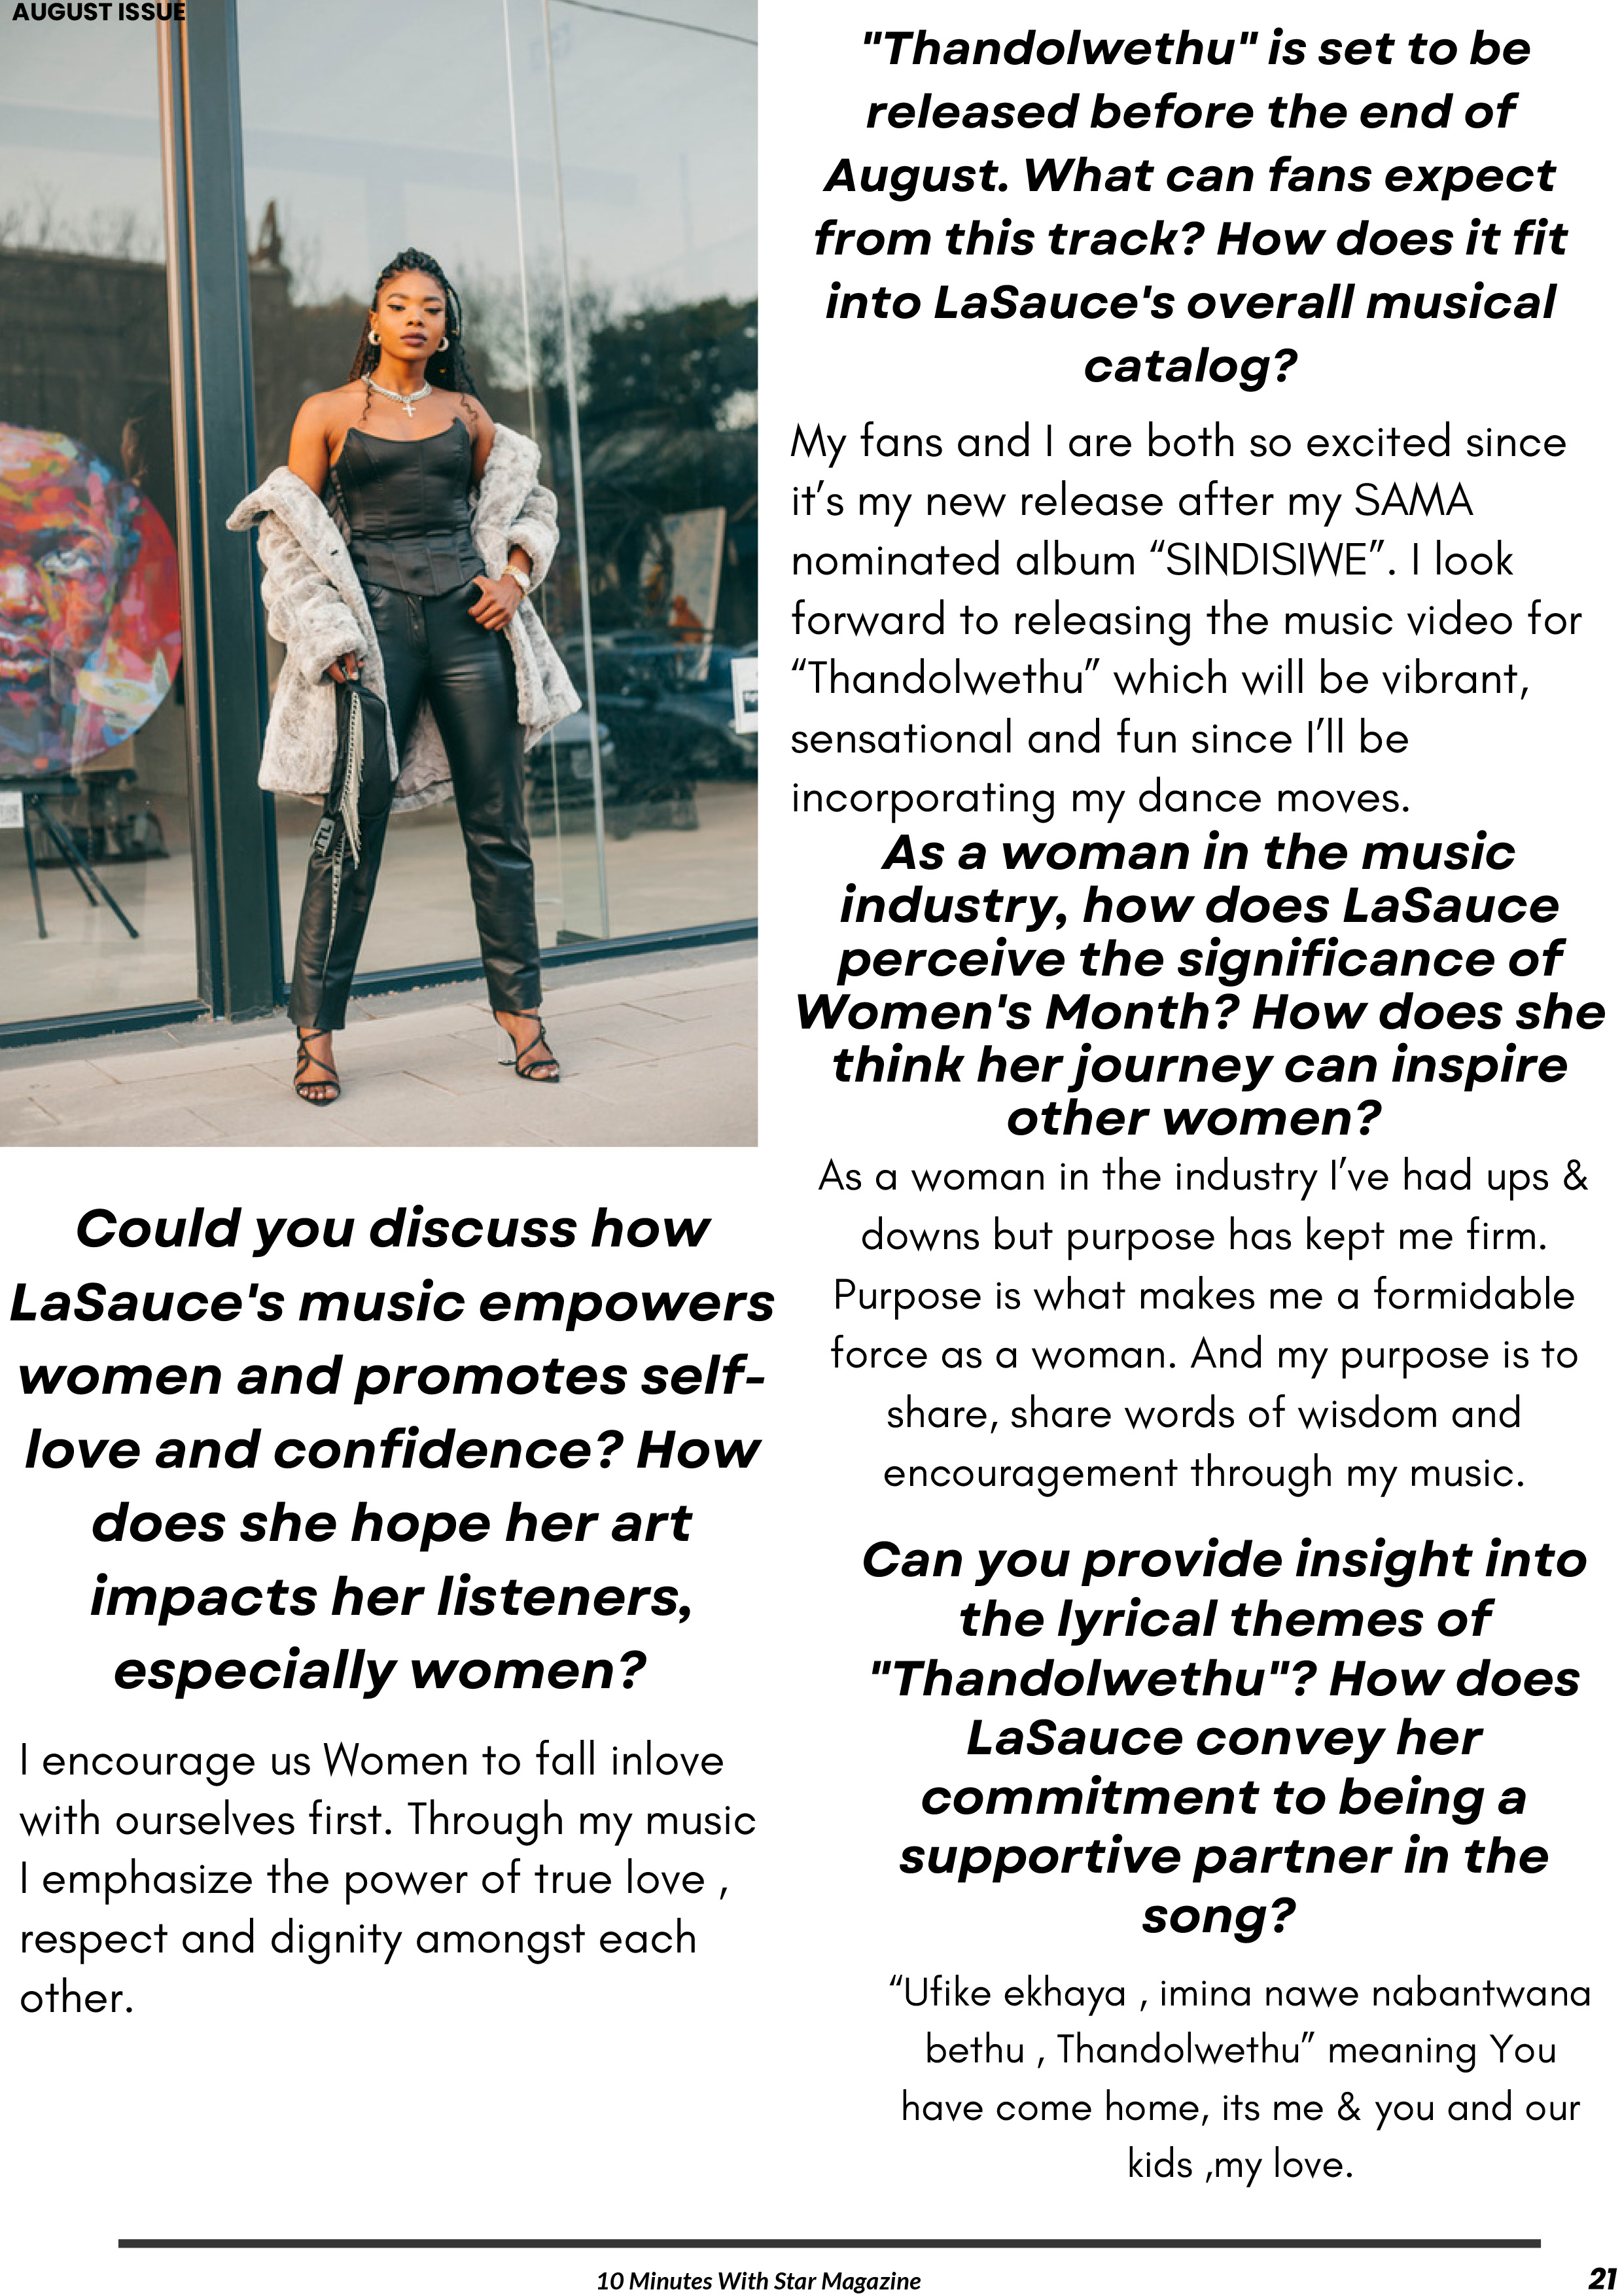 AUGUST ISSUE
Could you discuss how
LaSauce's music empowers
women and promotes self-
love and confidence? How
does she hope her art
impacts her listeners,
especially women?
I encourage us Women to fall inlove
with ourselves first. Through my music
I emphasize the power of true love ,
respect and dignity amongst each
other.
"Thandolwethu" is set to be
released before the end of
August. What can fans expect
from this track? How does it fit
into LaSauce's overall musical
catalog?
My fans and I are both so excited since
it’s my new release after my SAMA
nominated album “SINDISIWE”. I look
forward to releasing the music video for
“Thandolwethu” which will be vibrant,
sensational and fun since I’ll be
incorporating my dance moves.
As a woman in the music
industry, how does LaSauce
perceive the significance of
Women's Month? How does she
think her journey can inspire
other women?
As a woman in the industry I’ve had ups &
downs but purpose has kept me firm.
Purpose is what makes me a formidable
force as a woman. And my purpose is to
share, share words of wisdom and
encouragement through my music.
Can you provide insight into
the lyrical themes of
"Thandolwethu"? How does
LaSauce convey her
commitment to being a
supportive partner in the
song?
“Ufike ekhaya , imina nawe nabantwana
bethu , Thandolwethu” meaning You
have come home, its me & you and our
kids ,my love.
10 Minutes With Star Magazine
21